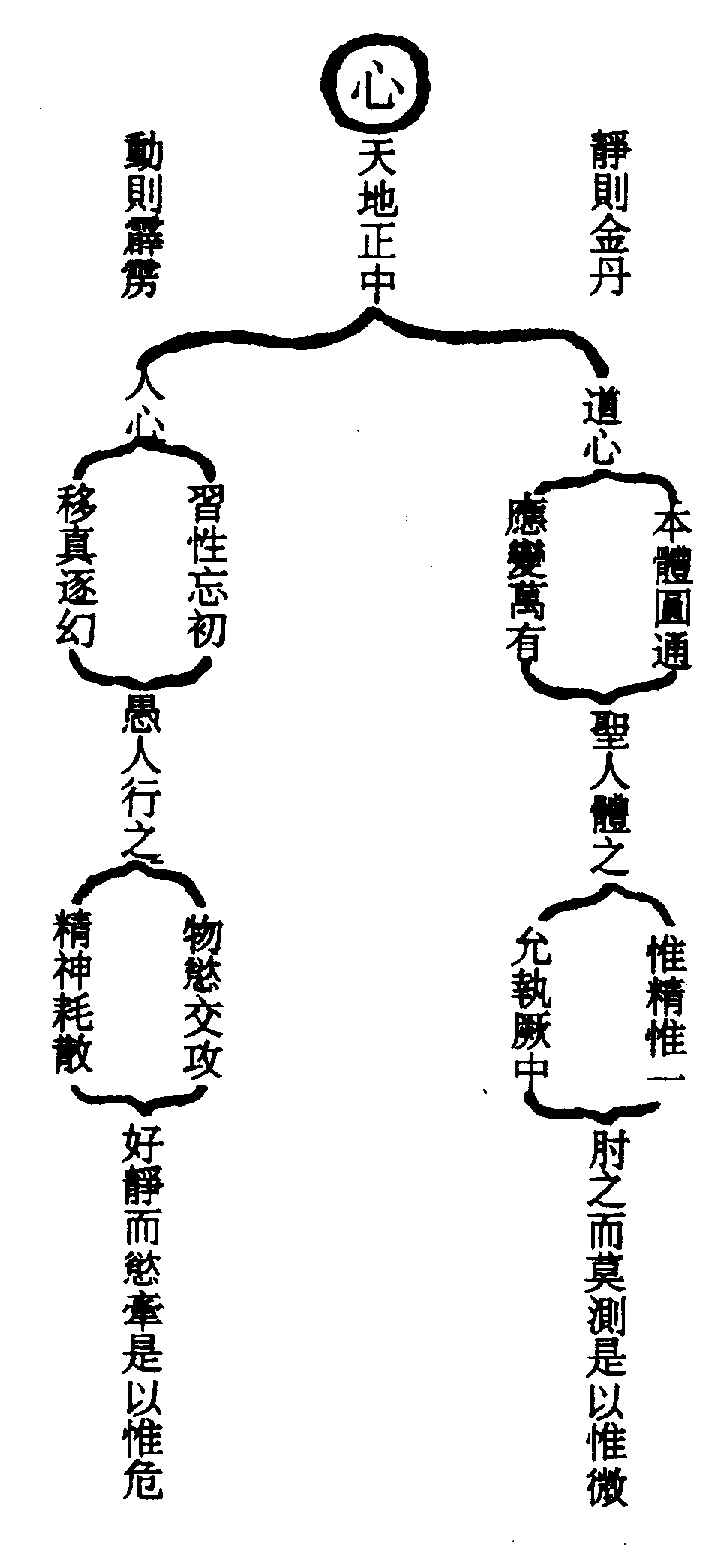 心
天地正中
靜則金丹
動則霹靂
道心
本體圓通
應變萬有
聖人體之
惟精惟一
允執厥中
肘之而莫測是以惟微
人心
習性忘初
移真逐幻
愚人行之
物慾交攻
精神耗散
好靜而慾牽是以惟危